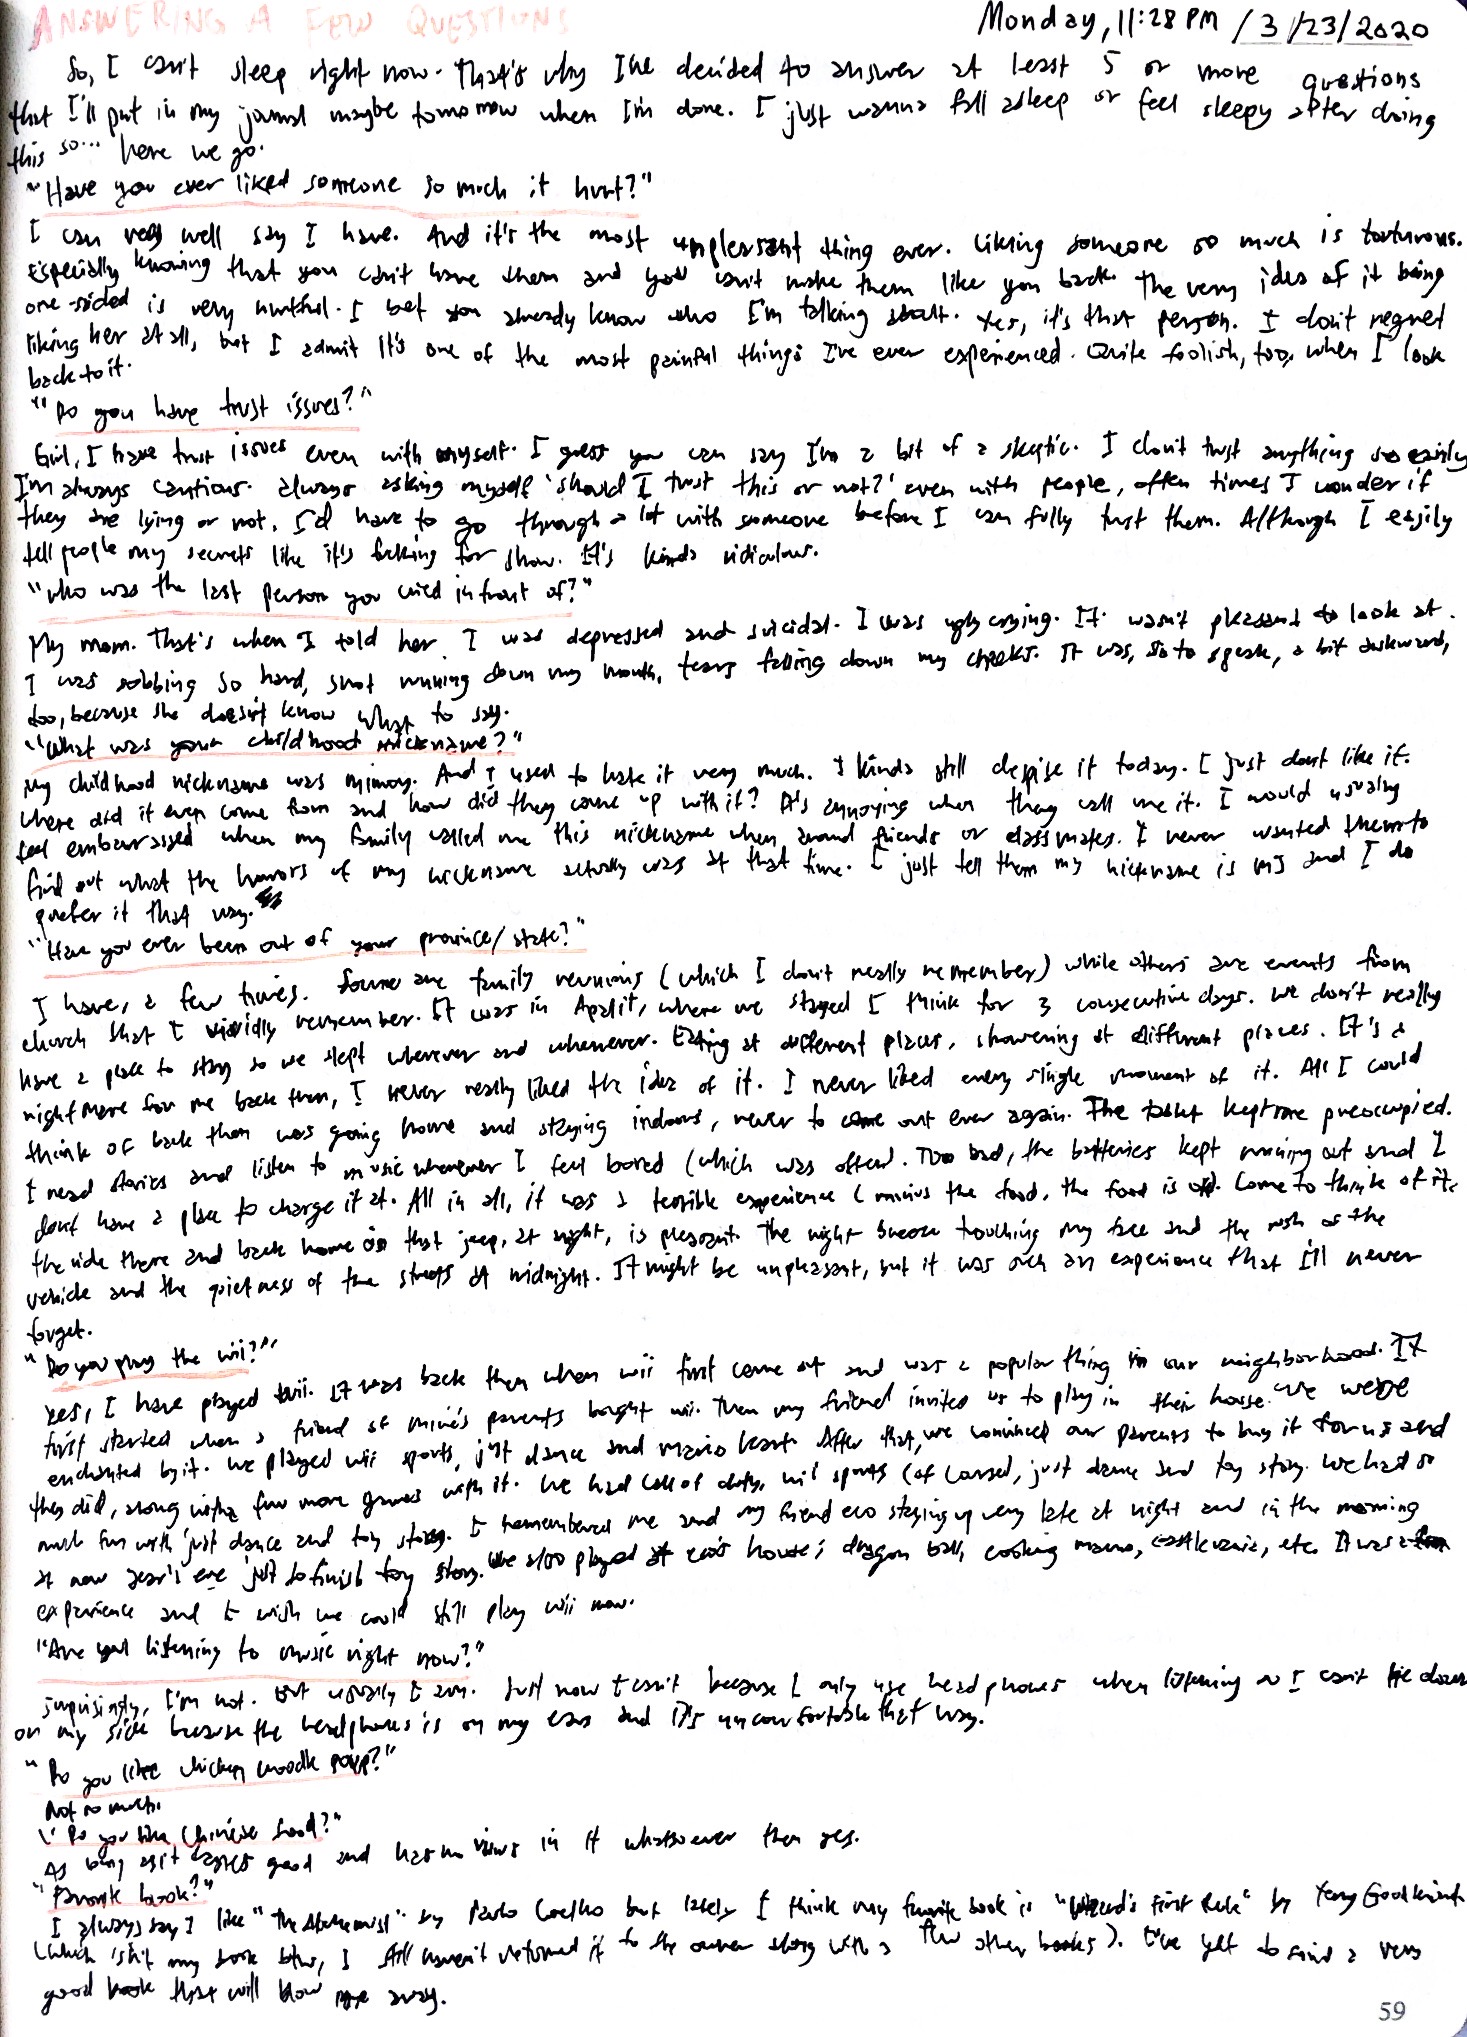 ANSWERING A FEW QUESTIONS
Monday, 11:28 PM / 3/23/2020
So, I can't sleep right now. That's why I've decided to answer at least 5 or more questions
that I'll put in my journal maybe tomorrow when I'm done. I just wanna fall asleep or feel sleepy after doing
this so... here we go.
"Have you ever liked someone so much it hurt?"
I can very well say I have. And it's the most unpleasant thing ever. Liking someone so much is torturous.
Especially knowing that you can't have them and you can't make them like you back. The very idea of it being
one-sided is very hurtful. I bet you already know who I'm talking about. Yes, it's that person. I don't regret
liking her at all, but I admit it's one of the most painful things I've ever experienced. Quite foolish, too, when I look
back to it.
"Do you have trust issues?"
Girl, I have trust issues even with myself. I guess you can say I'm a bit of a skeptic. I don't trust anything so easily
I'm always cautious. always asking myself 'should I trust this or not?' even with people, often times I wonder if
they are lying or not. I'd have to go through a lot with someone before I can fully trust them. Although I easily
tell people my secrets like it's fucking for show. It's kinda ridiculous.
"Who was the last person you cried infront of?"
My mom. That's when I told her I was depressed and suicidal. I was ugly crying. It wasn't pleasant to look at.
I was sobbing so hard, snot running down my mouth, tears falling down my cheeks. It was, so to speak, a bit awkward,
too, because she doesn't know what to say.
"What was your childhood nickname?"
My childhood nickname was mimay. And I used to hate it very much. I kinda still despise it today. I just dont like it.
Where did it even come from and how did they come up with it? It's annoying when they call me it. I would usually
feel embarrassed when my family called me this nickname when around friends or classmates. I never wanted them to
find out what the horrors of my nickname actually was at that time. I just tell them my nickname is MJ and I do
prefer it that way.
"Have you ever been out of your province/state?"
I have, a few times. Some are family reunions (which I don't really remember) while others are events from
church that I vividly remember. It was in Apalit, where we stayed I think for 3 consecutive days. We don't really
have a place to stay so we slept wherever and whenever. Eating at different places, showering at different places. It's a
nightmare for me back then, I never really liked the idea of it. I never liked every single moment of it. All I could
think of back then was going home and staying indoors, never to come out ever again. The tablet kept me preoccupied.
I read stories and listen to music whenever I feel bored (which was often). Too bad, the batteries kept running out and I
dont have a place to charge it at. All in all, it was a terrible experience (minus the food, the food is ok). Come to think of it,
the ride there and back home on that jeep, at night, is pleasant. The night breeze touching my face and the rush of the
vehicle and the quietness of the streets at midnight. It might be unpleasant, but it was such an experience that I'll never
forget.
"Do you play the wii?"
Yes, I have played wii. It was back then when wii first came out and was a popular thing in our neighborhood. It
first started when a friend of mine's parents bought wii. Then my friend invited us to play in their house. We were
enchanted by it. We played wii sports, just dance and mario kart. After that, we convinced our parents to buy it for us and
they did, along with a few more games with it. We had call of duty, wii sports (of course), just dance and toy story. We had so
much fun with just dance and toy story. I remembered me and my friend eco staying up very late at night and in the morning
at new year's eve just to finish toy story. We also played at eco's house; dragon ball, cooking mama, castlevania, etc. It was a fun
experience and I wish we could still play wii now.
"Are you listening to music right now?"
Surprisingly, I'm not. But usually I am. Just now I can't because I only use headphones when listening so I can't lie down
on my side because the headphones is on my ears and it's uncomfortable that way.
"Do you like chicken noodle soup?"
Not so much.
"Do you like Chinese food?"
As long as it tastes good and has no virus in it whatsoever then yes.
"Favorite book?"
I always say I like "The Alchemist" by Paulo Coelho but lately I think my favorite book is "Wizard's First Rule" by Terry Goodkind
(which isn't my book btw, I still haven't returned it to the owner along with a few other books). I've yet to find a very
good book that will blow me away.
59